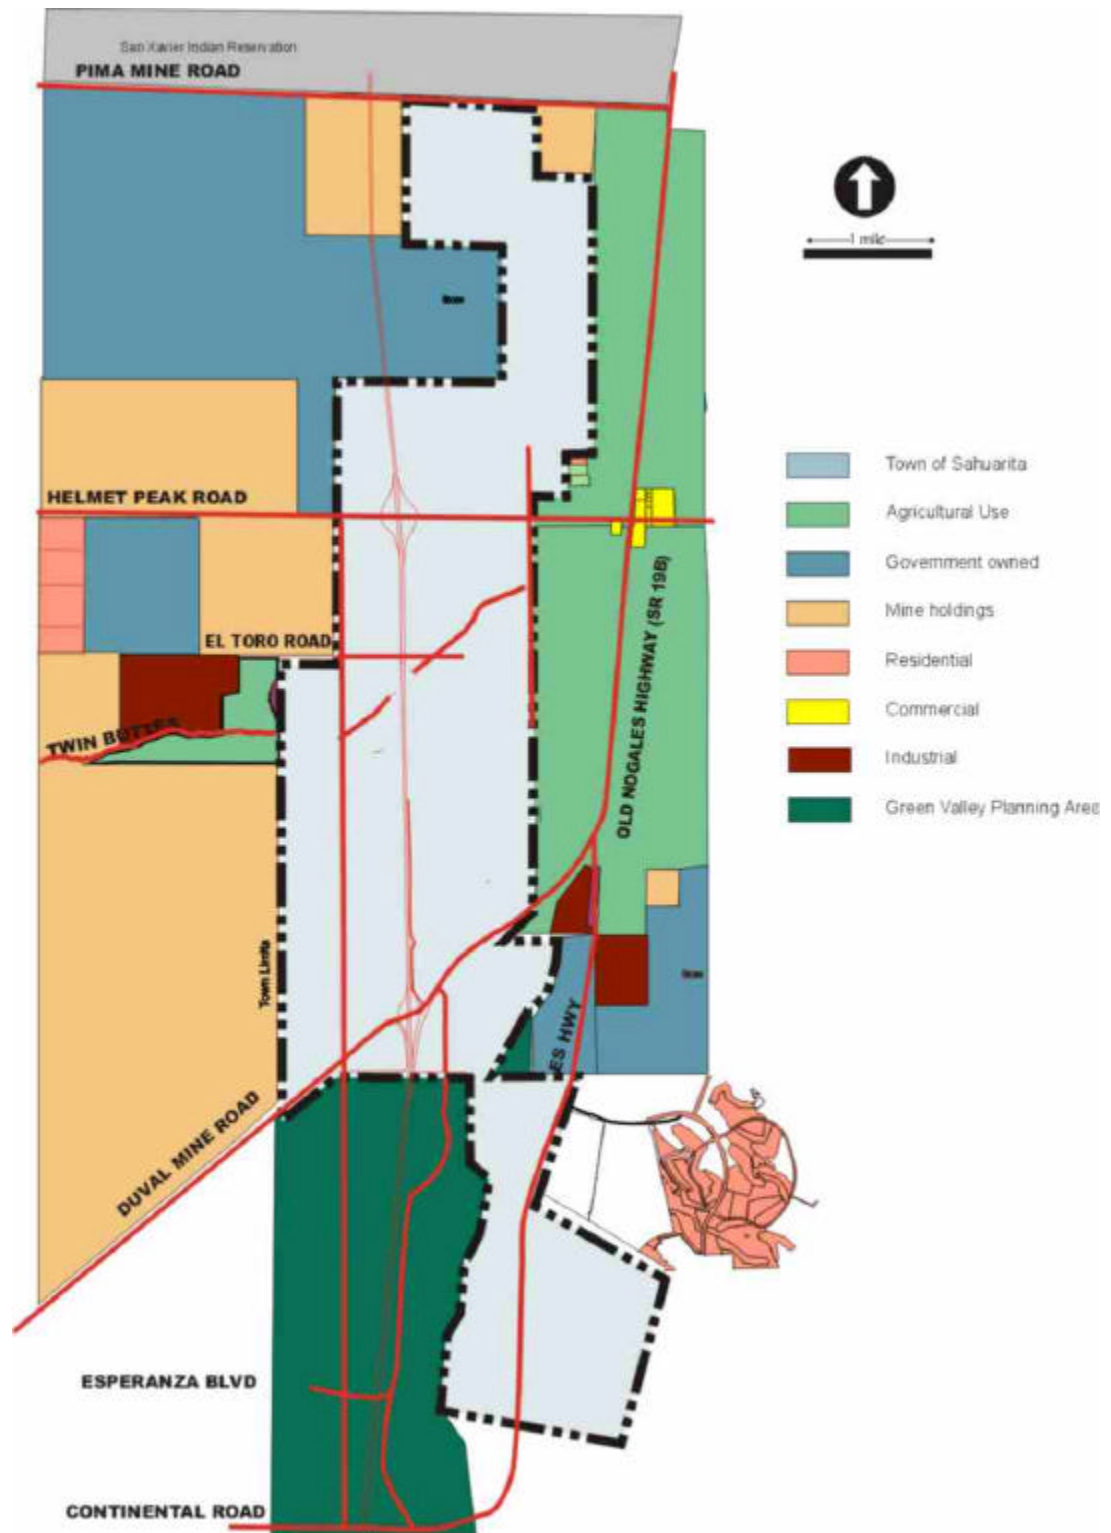 San Xavier Indian Reservation
PIMA MINE ROAD
1 mile
HELMET PEAK ROAD
Town of Sahuarita
Agricultural Use
Government owned
Mine holdings
Residential
Commercial
Industrial
Green Valley Planning Area
EL TORO ROAD
TWIN BUTTES
OLD NOGALES HIGHWAY (SR 19B)
Town Limits
ES HWY
DUVAL MINE ROAD
ESPERANZA BLVD
CONTINENTAL ROAD